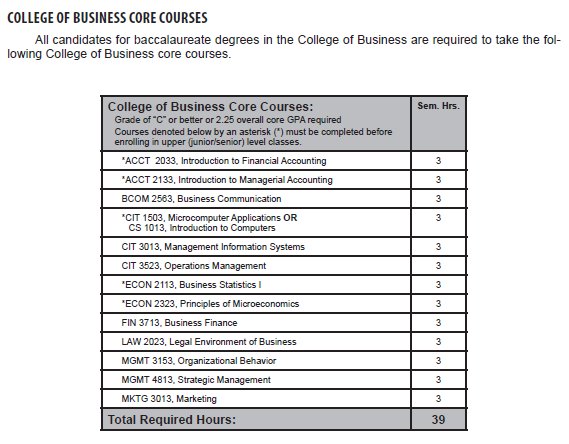 COLLEGE OF BUSINESS CORE COURSES
All candidates for baccalaureate degrees in the College of Business are required to take the fol-
lowing College of Business core courses.
College of Business Core Courses: Sem. Hrs.
Grade of "C" or better or 2.25 overall core GPA required
Courses denoted below by an asterisk (*) must be completed before
enrolling in upper (junior/senior) level classes.
*ACCT 2033, Introduction to Financial Accounting 3
*ACCT 2133, Introduction to Managerial Accounting 3
BCOM 2563, Business Communication 3
*CIT 1503, Microcomputer Applications OR 3
CS 1013, Introduction to Computers
CIT 3013, Management Information Systems 3
CIT 3523, Operations Management 3
*ECON 2113, Business Statistics I 3
*ECON 2323, Principles of Microeconomics 3
FIN 3713, Business Finance 3
LAW 2023, Legal Environment of Business 3
MGMT 3153, Organizational Behavior 3
MGMT 4813, Strategic Management 3
MKTG 3013, Marketing 3
Total Required Hours: 39